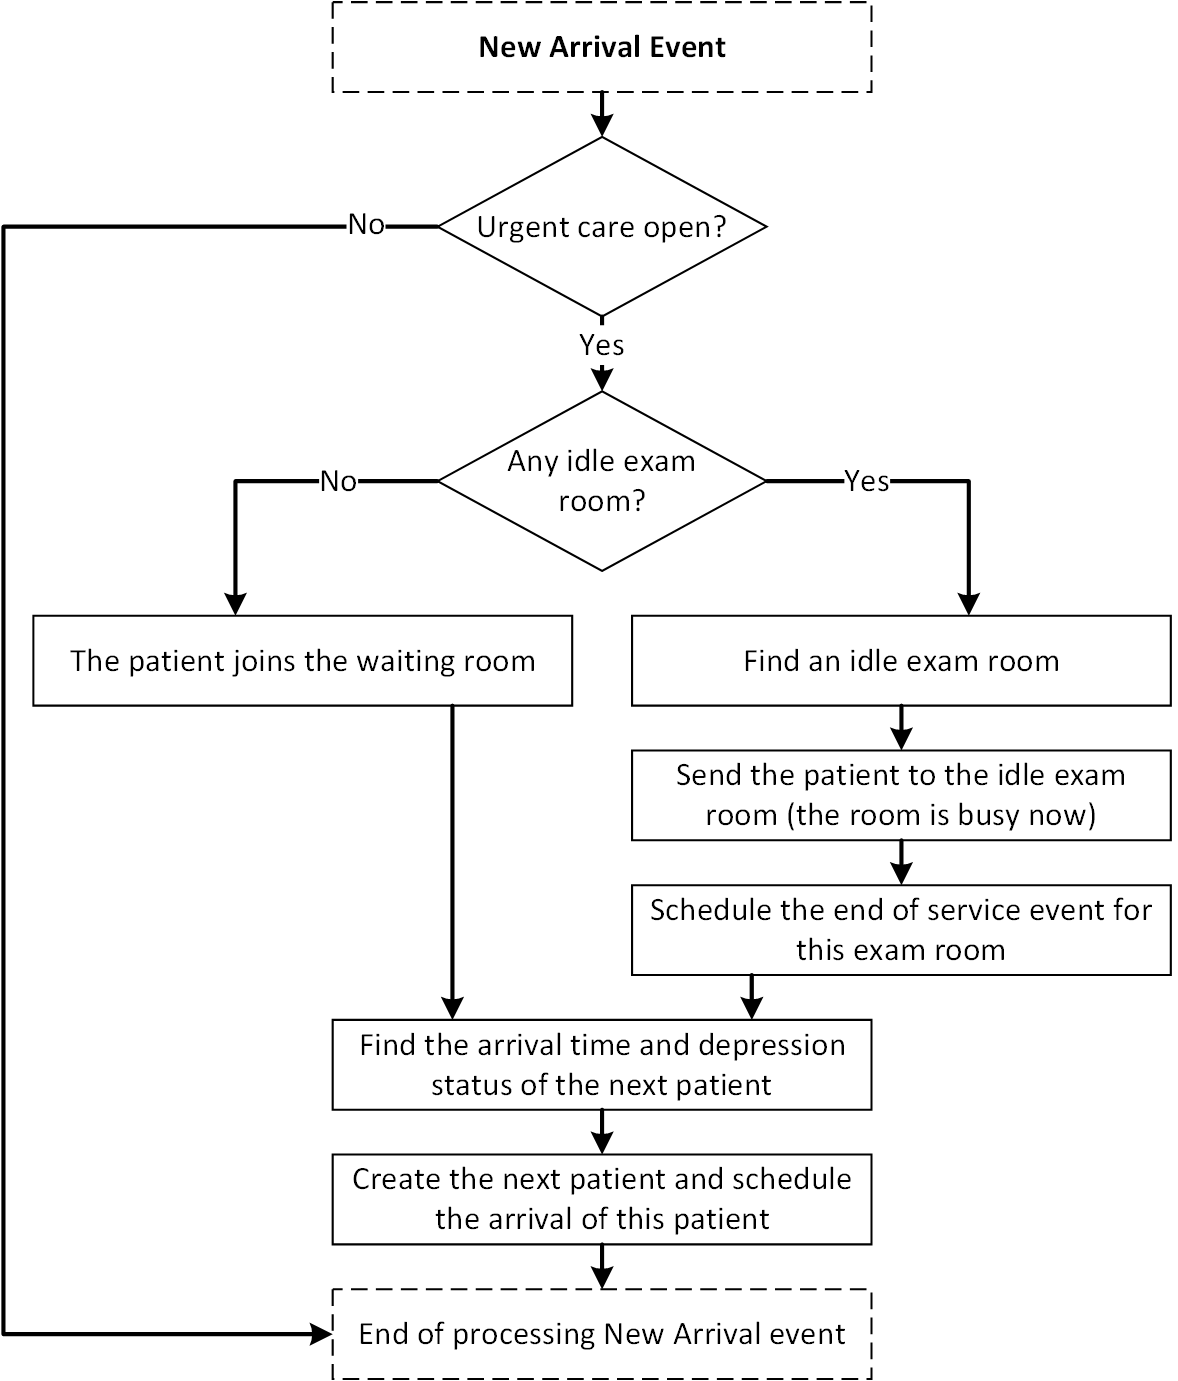 New Arrival Event
No
Urgent care open?
Yes
Any idle exam
room?
No
Yes
The patient joins the waiting room
Find an idle exam room
Send the patient to the idle exam
room (the room is busy now)
Schedule the end of service event for
this exam room
Find the arrival time and depression
status of the next patient
Create the next patient and schedule
the arrival of this patient
End of processing New Arrival event